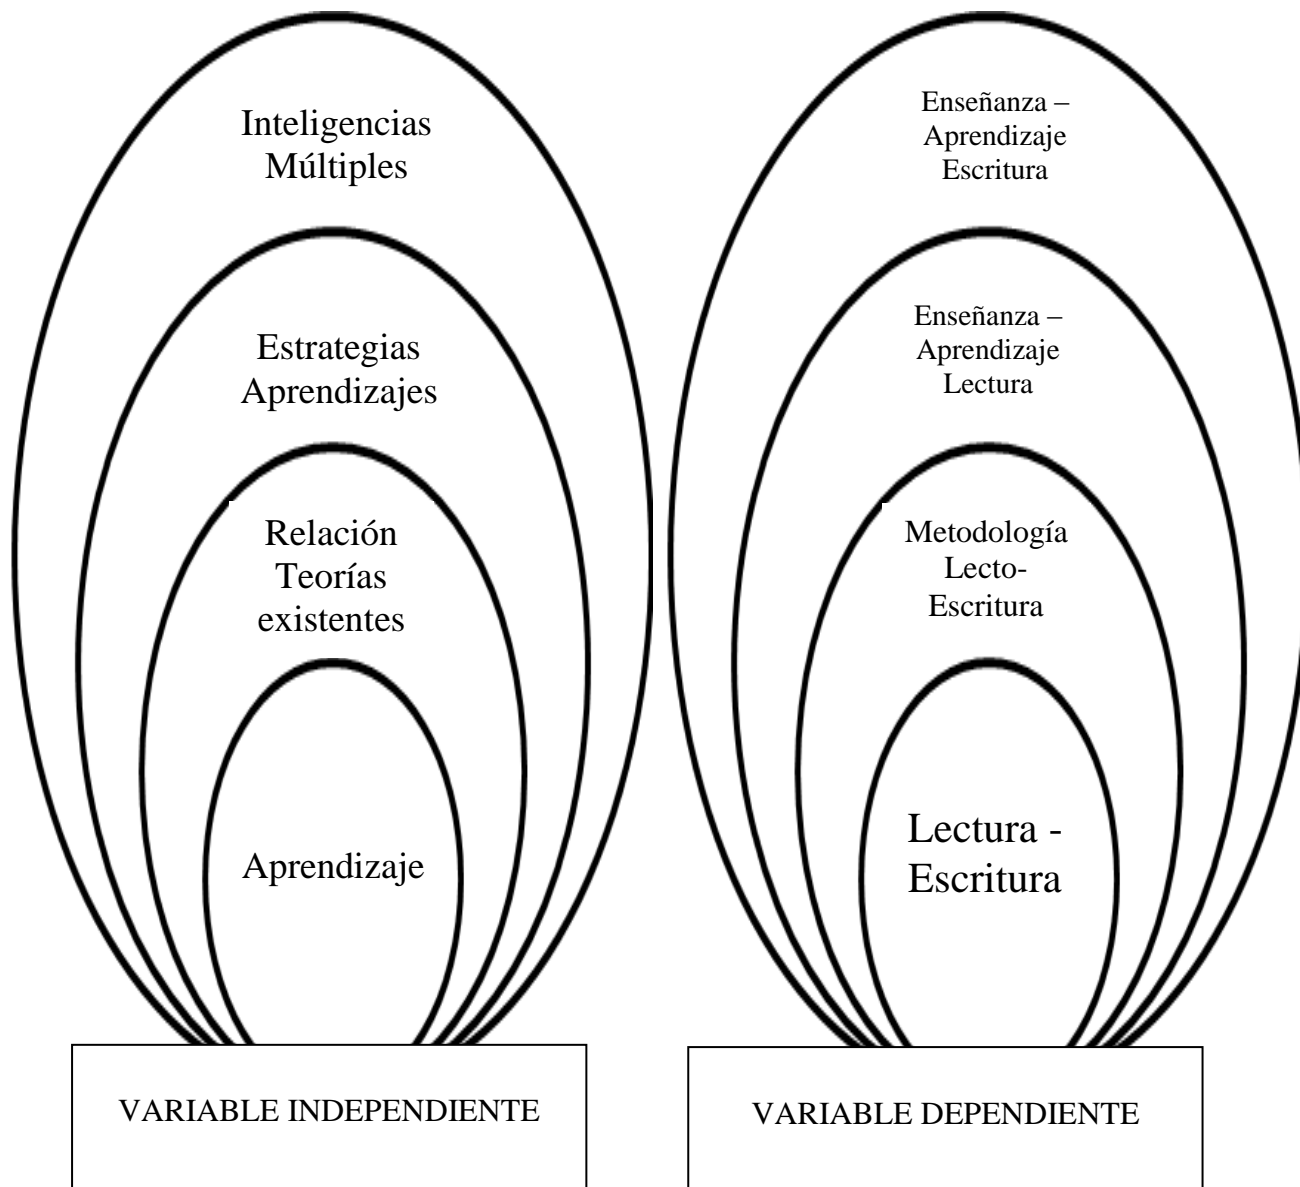 Inteligencias
Múltiples
Estrategias
Aprendizajes
Relación
Teorías
existentes
Aprendizaje
VARIABLE INDEPENDIENTE
Enseñanza –
Aprendizaje
Escritura
Enseñanza –
Aprendizaje
Lectura
Metodología
Lecto-
Escritura
Lectura -
Escritura
VARIABLE DEPENDIENTE